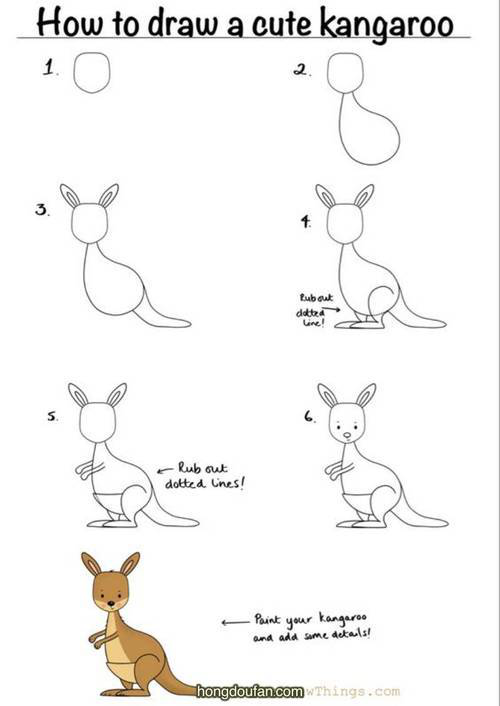 How to draw a cute kangaroo
1.
2.
3.
4.
Rub out
dotted
line!
5.
Rub out
dotted lines!
6.
Paint your kangaroo
and add some details!
hongdoufan.com
wThings.com